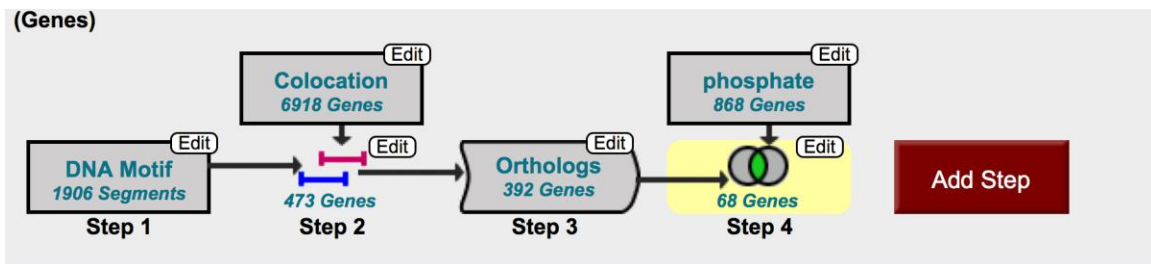 (Genes)
Edit
Colocation
6918 Genes
Edit
phosphate
868 Genes
Edit
DNA Motif
1906 Segments
Step 1
Edit
473 Genes
Step 2
Edit
Orthologs
392 Genes
Step 3
Edit
68 Genes
Step 4
Add Step